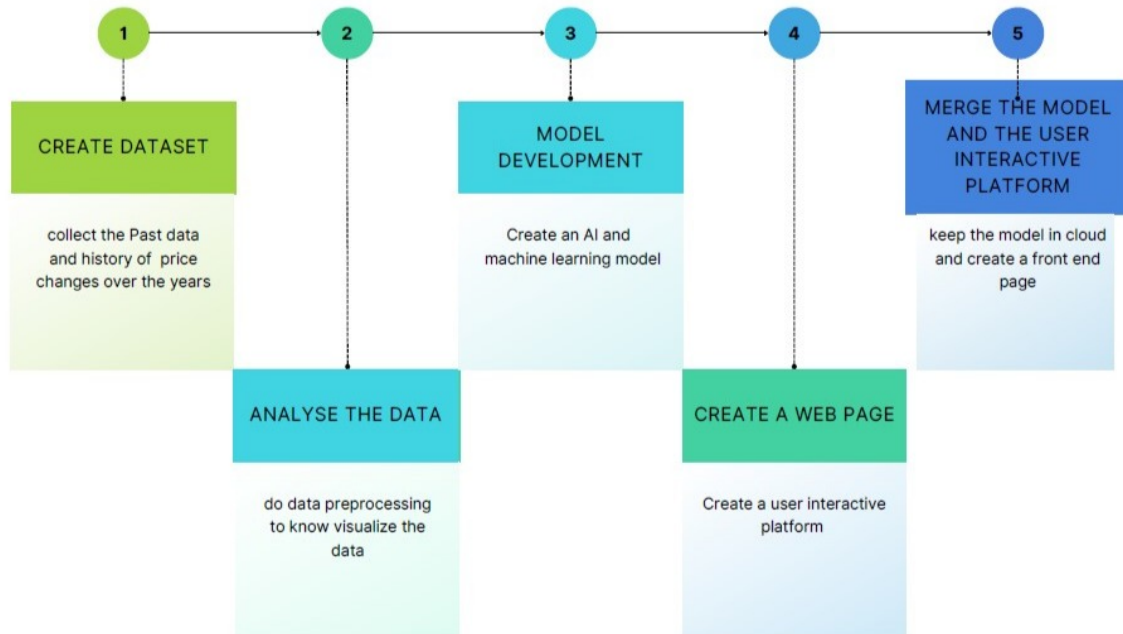 1
2
3
4
5
CREATE DATASET
collect the Past data
and history of price
changes over the years
ANALYSE THE DATA
do data preprocessing
to know visualize the
data
MODEL
DEVELOPMENT
Create an AI and
machine learning model
CREATE A WEB PAGE
Create a user interactive
platform
MERGE THE MODEL
AND THE USER
INTERACTIVE
PLATFORM
keep the model in cloud
and create a front end
page